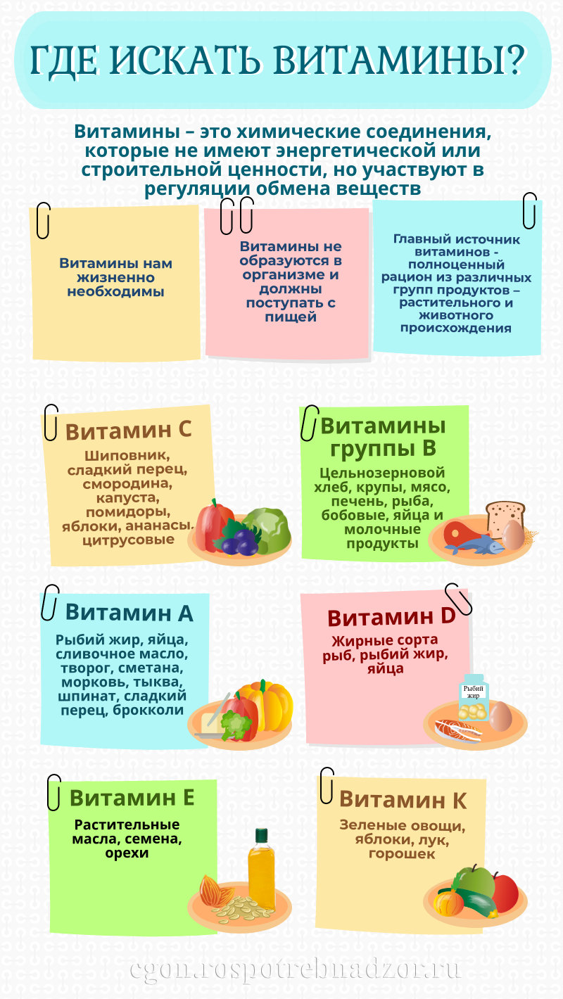 ГДЕ ИСКАТЬ ВИТАМИНЫ?
Витамины – это химические соединения,
которые не имеют энергетической или
строительной ценности, но участвуют в
регуляции обмена веществ
Витамины нам
жизненно
необходимы
Витамины не
образуются в
организме и
должны
поступать с
пищей
Главный источник
витаминов -
полноценный
рацион из различных
групп продуктов –
растительного и
животного
происхождения
Витамин С
Шиповник,
сладкий перец,
смородина,
капуста,
помидоры,
яблоки, ананасы.
цитрусовые
Витамины
группы В
Цельнозерновой
хлеб, крупы, мясо,
печень, рыба,
бобовые, яйца и
молочные
продукты
Витамин А
Рыбий жир, яйца,
сливочное масло,
творог, сметана,
морковь, тыква,
шпинат, сладкий
перец, брокколи
Витамин D
Жирные сорта
рыб, рыбий жир,
яйца
Рыбий
жир
Витамин Е
Растительные
масла, семена,
орехи
Витамин К
Зеленые овощи,
яблоки, лук,
горошек
cgon.rospotrebnadzor.ru